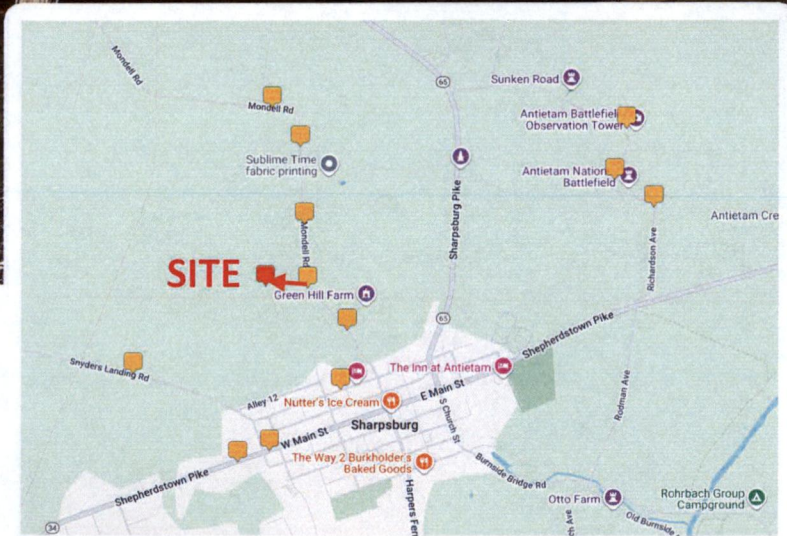 Mondell Rd
65
Sunken Road
Mondell Rd
Antietam Battlefiel
Observation Tower
Sublime Time
fabric printing
Antietam Nation
Battlefield
Sharpsburg Pike
Antietam Cre
Mondell Rd
Richardson Ave
SITE
Green Hill Farm
65
Shepherdstown Pike
Snyders Landing Rd
The Inn at Antietam
Rodman Ave
Alley 12
E Main St
Nutter's Ice Cream
S Church St
Sharpsburg
W Main St
The Way 2 Burkholder's
Baked Goods
Burnside Bridge Rd
Shepherdstown Pike
Harpers Fer
Otto Farm
Rohrbach Group
Campground
Old Burnside
34